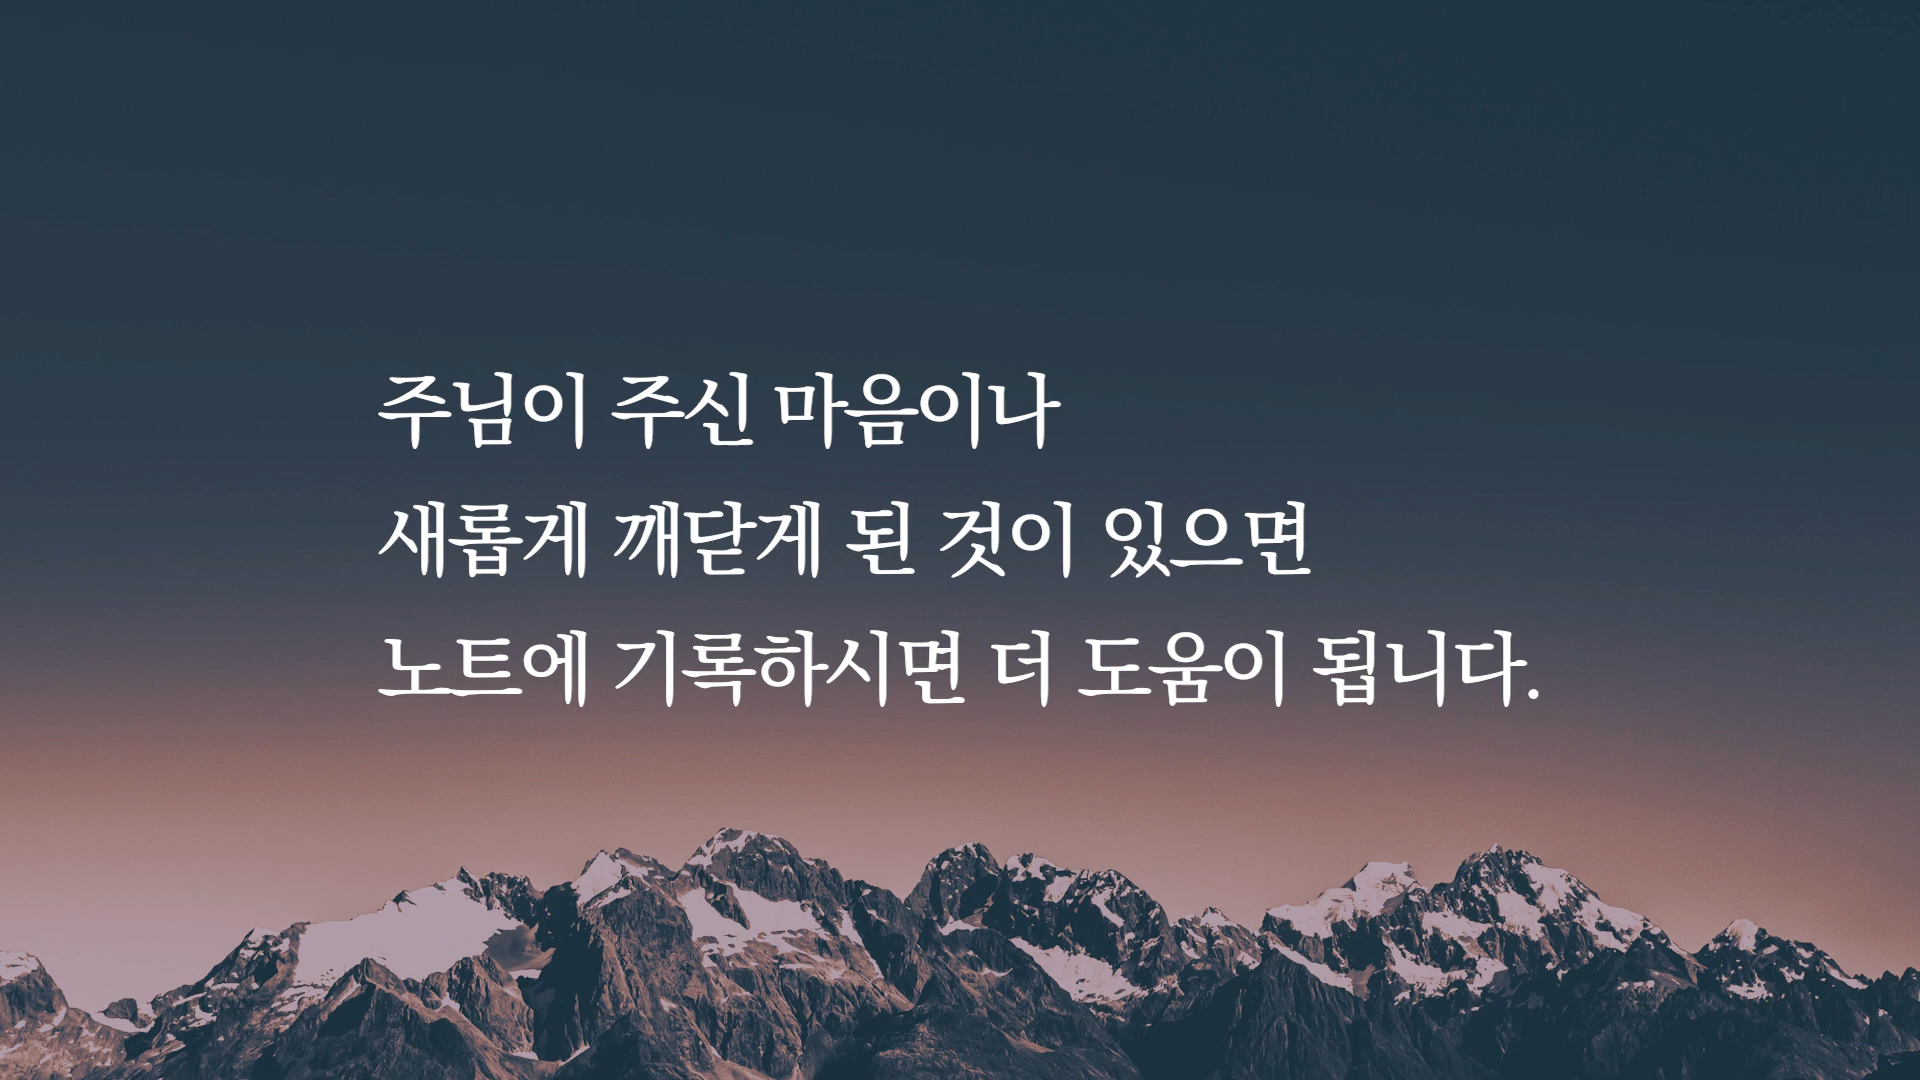 주님이 주신 마음이나
새롭게 깨닫게 된 것이 있으면
노트에 기록하시면 더 도움이 됩니다.